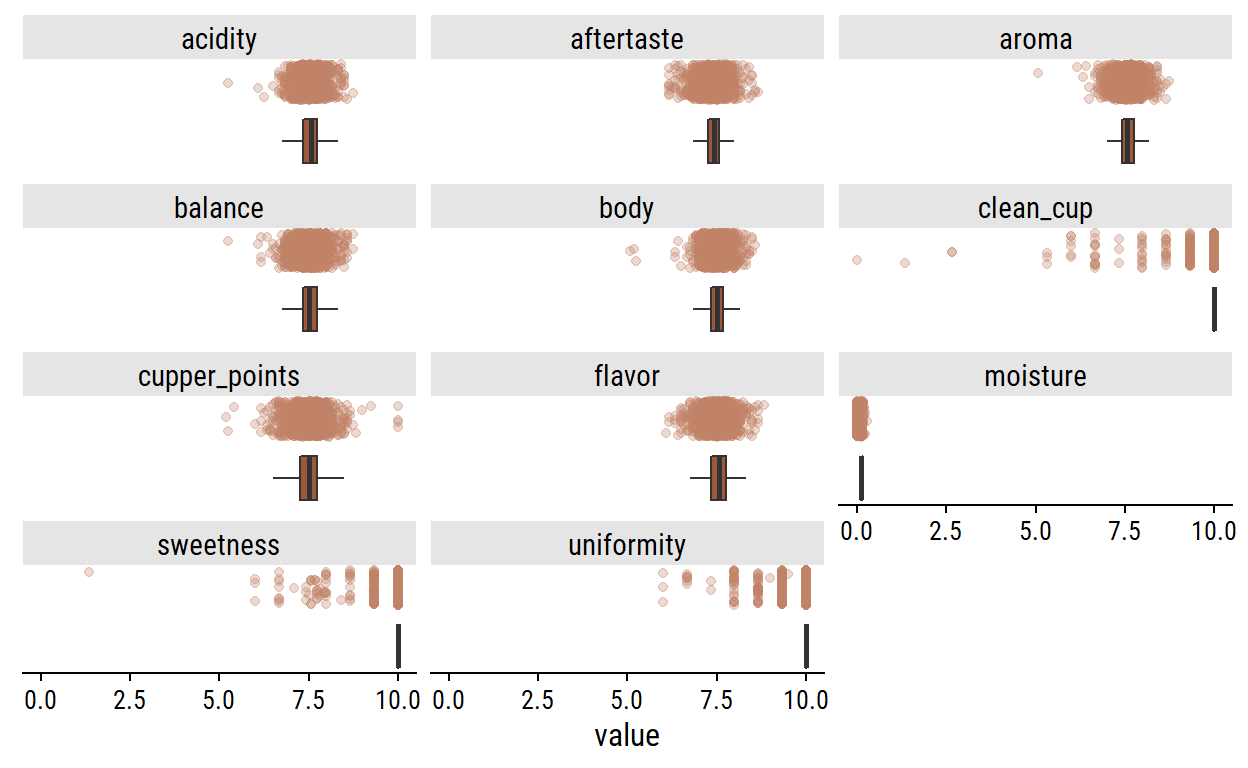 acidity aftertaste aroma
balance body clean_cup
cupper_points flavor moisture
0.0 2.5 5.0 7.5 10.0
sweetness uniformity
0.0 2.5 5.0 7.5 10.0 0.0 2.5 5.0 7.5 10.0
value